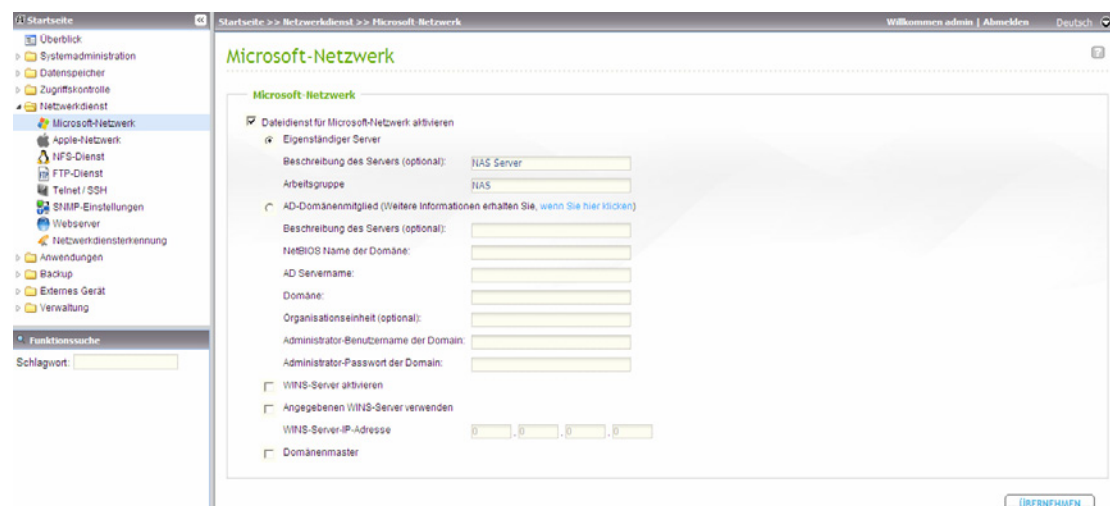 Startseite
Startseite >> Netzwerkdienst >> Microsoft-Netzwerk
Willkommen admin | Abmelden
Deutsch
Überblick
Systemadministration
Datenspeicher
Zugriffskontrolle
Netzwerkdienst
Microsoft-Netzwerk
Apple-Netzwerk
NFS-Dienst
FTP-Dienst
Telnet / SSH
SNMP-Einstellungen
Webserver
Netzwerkdiensterkennung
Anwendungen
Backup
Externes Gerät
Verwaltung
Funktionssuche
Schlagwort:
Microsoft-Netzwerk
Microsoft-Netzwerk
Dateidienst für Microsoft-Netzwerk aktivieren
Eigenständiger Server
Beschreibung des Servers (optional): NAS Server
Arbeitsgruppe NAS
AD-Domänenmitglied (Weitere Informationen erhalten Sie, wenn Sie hier klicken)
Beschreibung des Servers (optional):
NetBIOS Name der Domäne:
AD Servername:
Domäne:
Organisationseinheit (optional):
Administrator-Benutzername der Domain:
Administrator-Passwort der Domain:
WINS-Server aktivieren
Angegebenen WINS-Server verwenden
WINS-Server-IP-Adresse 0 . 0 . 0 . 0
Domänenmaster
ÜBERNEHMEN